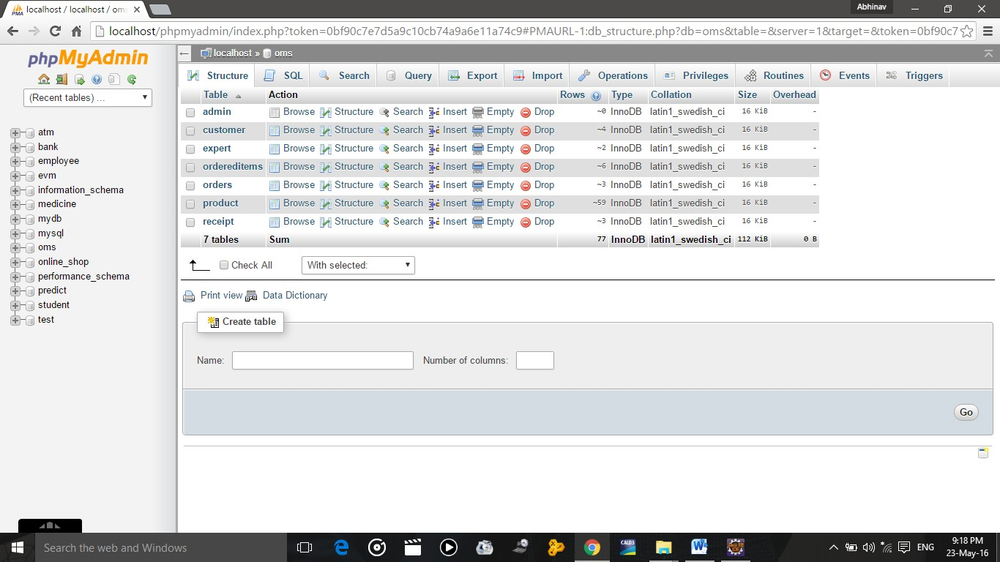 Abhinav
localhost / localhost / om
localhost/phpmyadmin/index.php?token=0bf90c7e7d5a9c10cb74a9a6e11a74c9#PMAURL-1:db_structure.php?db=oms&table=&server=1&target=&token=0bf90c7
phpMyAdmin
(Recent tables) ...
atm
bank
employee
evm
information_schema
medicine
mydb
mysql
oms
online_shop
performance_schema
predict
student
test
localhost » oms
Structure SQL Search Query Export Import Operations Privileges Routines Events Triggers
Table Action Rows Type Collation Size Overhead
admin Browse Structure Search Insert Empty Drop ~0 InnoDB latin1_swedish_ci 16 KiB -
customer Browse Structure Search Insert Empty Drop ~4 InnoDB latin1_swedish_ci 16 KiB -
expert Browse Structure Search Insert Empty Drop ~2 InnoDB latin1_swedish_ci 16 KiB -
ordereditems Browse Structure Search Insert Empty Drop ~6 InnoDB latin1_swedish_ci 16 KiB -
orders Browse Structure Search Insert Empty Drop ~3 InnoDB latin1_swedish_ci 16 KiB -
product Browse Structure Search Insert Empty Drop ~59 InnoDB latin1_swedish_ci 16 KiB -
receipt Browse Structure Search Insert Empty Drop ~3 InnoDB latin1_swedish_ci 16 KiB -
7 tables Sum 77 InnoDB latin1_swedish_ci 112 KiB 0 B
Check All With selected:
Print view Data Dictionary
Create table
Name: Number of columns:
Go
Search the web and Windows
CALD3
ENG
9:18 PM
23-May-16